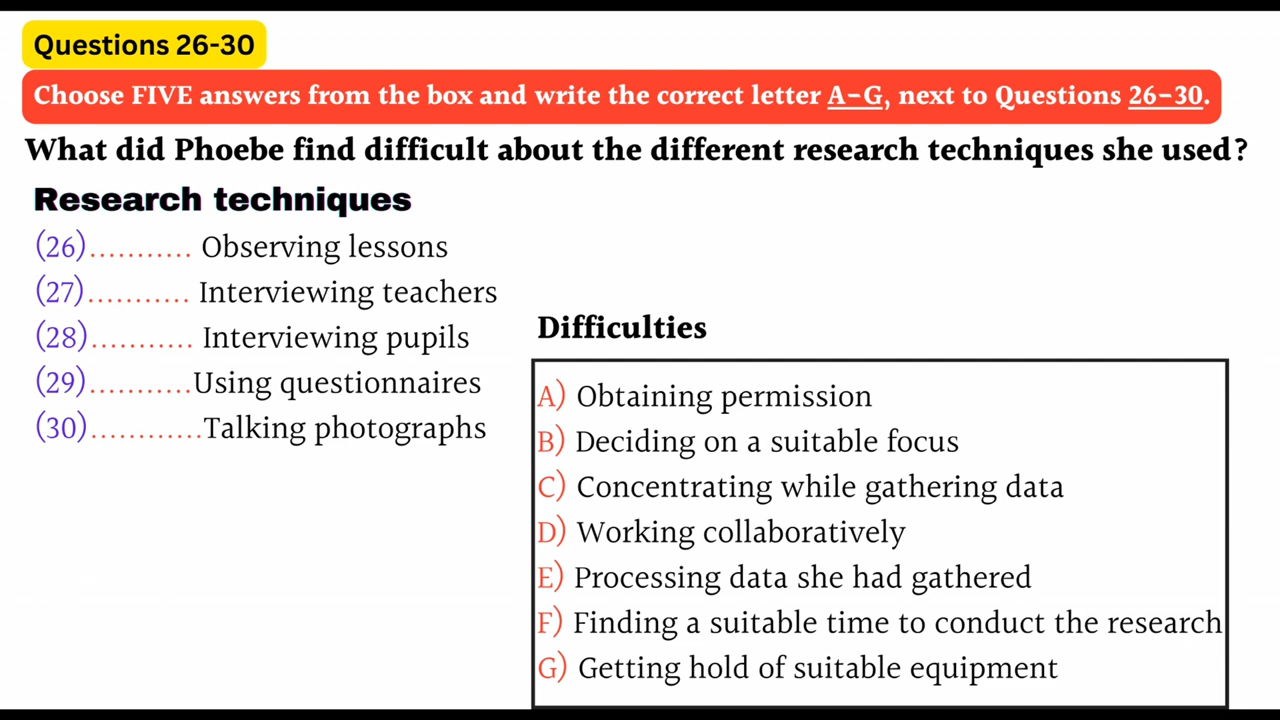 Questions 26-30
Choose FIVE answers from the box and write the correct letter A-G, next to Questions 26-30.
What did Phoebe find difficult about the different research techniques she used?
Research techniques
(26)........... Observing lessons
(27)........... Interviewing teachers
(28)........... Interviewing pupils
(29)...........Using questionnaires
(30)............Talking photographs
Difficulties
A) Obtaining permission
B) Deciding on a suitable focus
C) Concentrating while gathering data
D) Working collaboratively
E) Processing data she had gathered
F) Finding a suitable time to conduct the research
G) Getting hold of suitable equipment